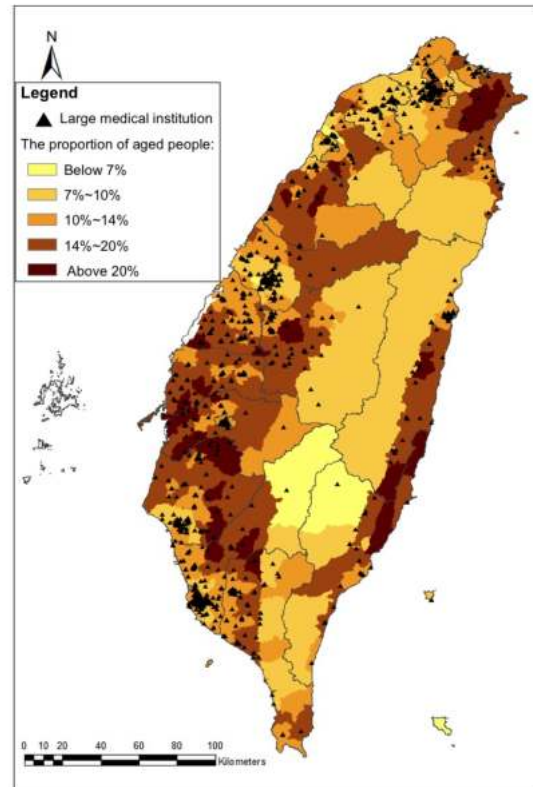 N
Legend
Large medical institution
The proportion of aged people:
Below 7%
7%~10%
10%~14%
14%~20%
Above 20%
0 10 20 40 60 80 100
Kilometers